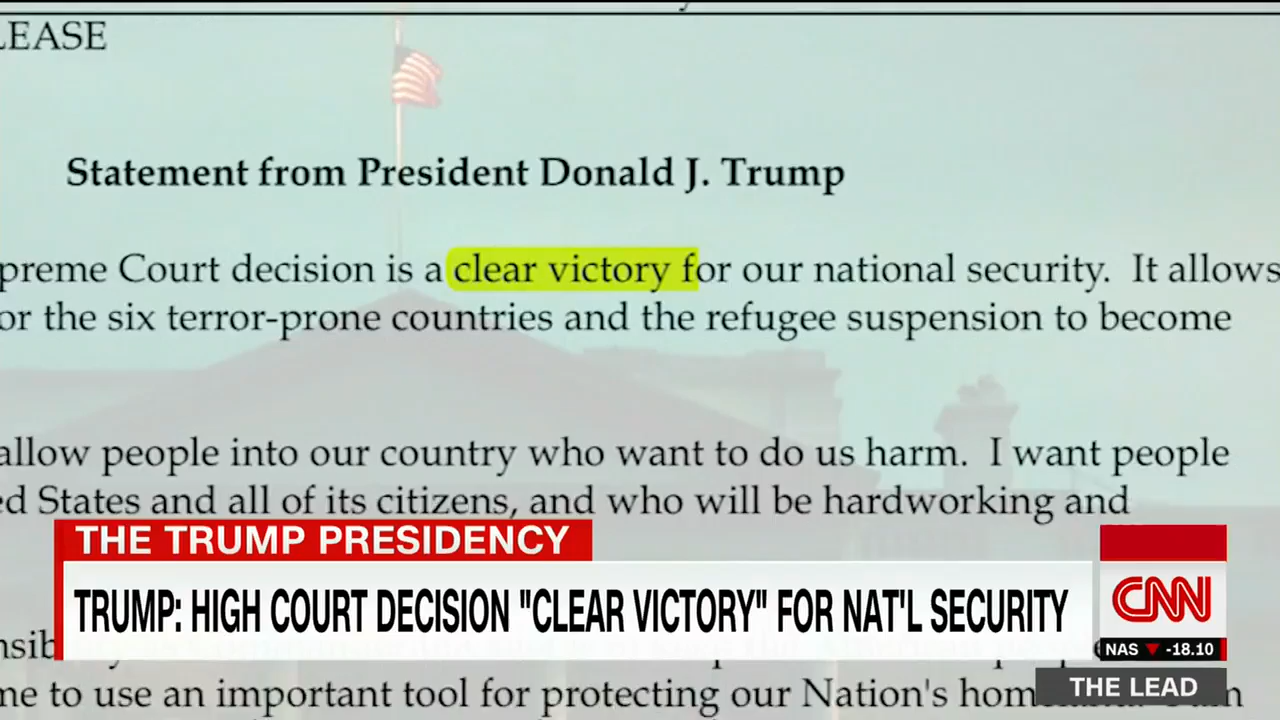 LEASE
Statement from President Donald J. Trump
preme Court decision is a clear victory for our national security. It allows
or the six terror-prone countries and the refugee suspension to become
allow people into our country who want to do us harm. I want people
ed States and all of its citizens, and who will be hardworking and
THE TRUMP PRESIDENCY
TRUMP: HIGH COURT DECISION "CLEAR VICTORY" FOR NAT'L SECURITY
CNN
NAS ▼ -18.10
THE LEAD
nsib
me to use an important tool for protecting our Nation's hom